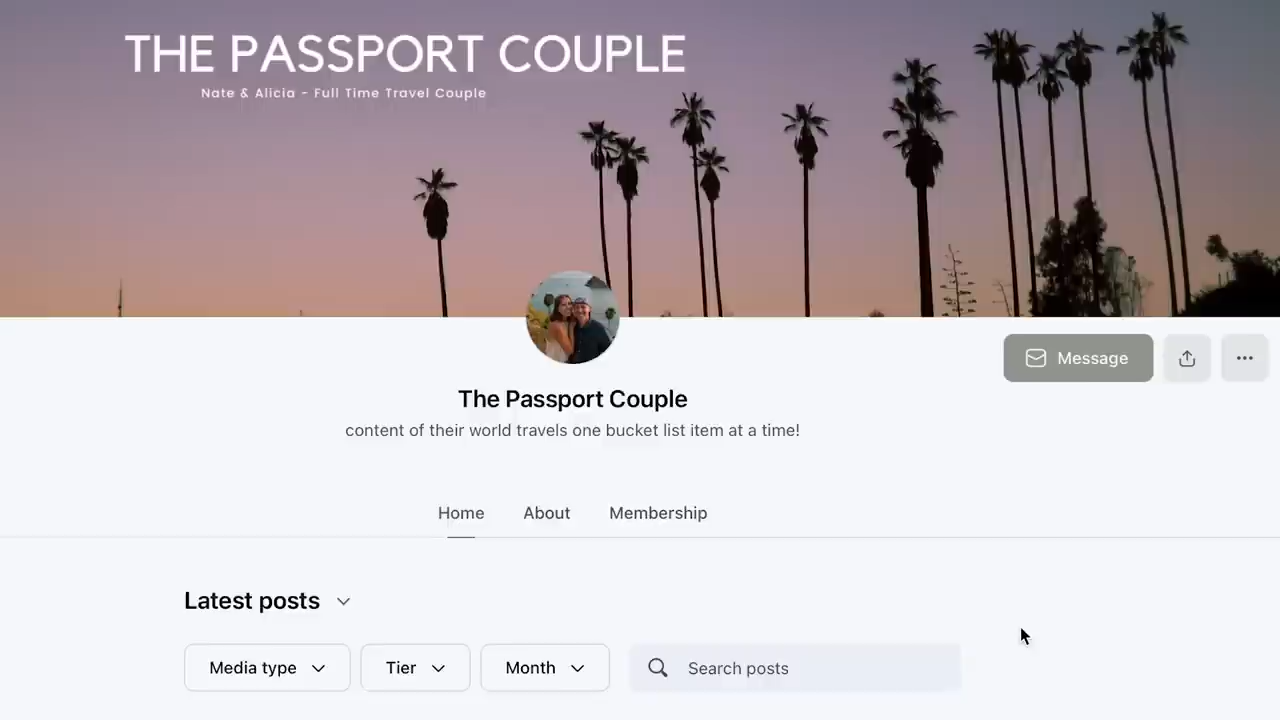 THE PASSPORT COUPLE
Nate & Alicia - Full Time Travel Couple
Message
The Passport Couple
content of their world travels one bucket list item at a time!
Home About Membership
Latest posts
Media type Tier Month Search posts